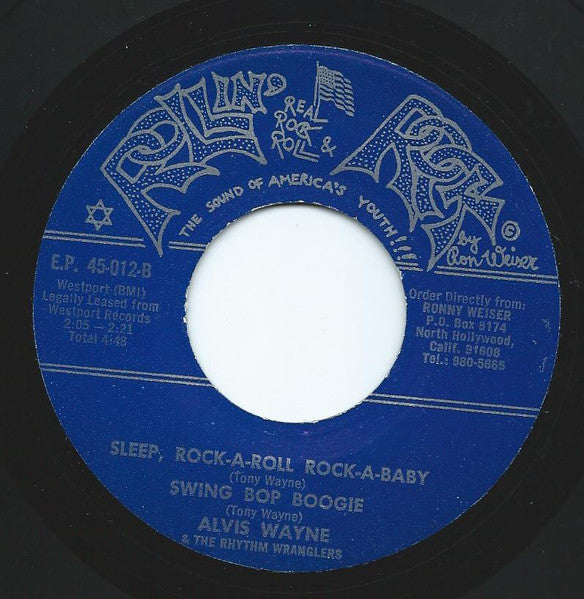 ROLLIN'
REAL
ROCK
& ROLL
ROCK
THE SOUND OF AMERICA'S YOUTH!!!
©
by
Ron Weiser
E.P. 45-012-B
Westport (BMI)
Legally Leased from
Westport Records
2:05 — 2:21
Total 4:48
Order Directly from:
RONNY WEISER
P.O. Box 8174
North Hollywood,
Calif. 91608
Tel.: 980-5665
SLEEP, ROCK-A-ROLL ROCK-A-BABY
(Tony Wayne)
SWING BOP BOOGIE
(Tony Wayne)
ALVIS WAYNE
& THE RHYTHM WRANGLERS